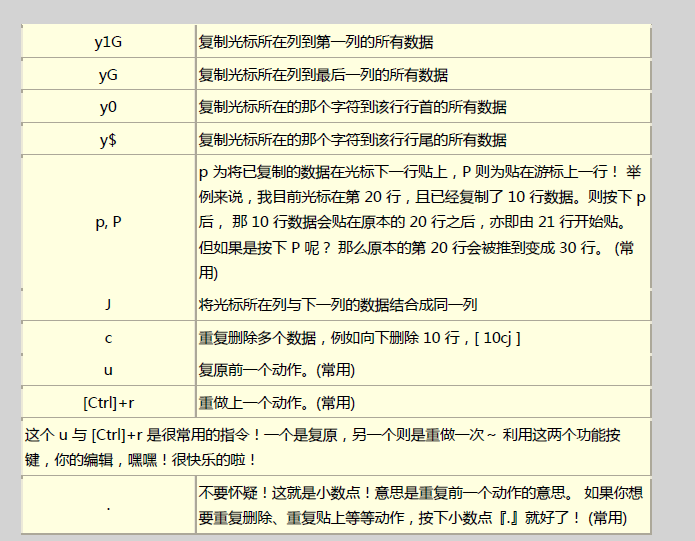 y1G 复制光标所在列到第一列的所有数据
yG 复制光标所在列到最后一列的所有数据
y0 复制光标所在的那个字符到该行行首的所有数据
y$ 复制光标所在的那个字符到该行行尾的所有数据
p, P
p 为将已复制的数据在光标下一行贴上，P 则为贴在游标上一行！ 举
例来说，我目前光标在第 20 行，且已经复制了 10 行数据。则按下 p
后， 那 10 行数据会贴在原本的 20 行之后，亦即由 21 行开始贴。
但如果是按下 P 呢？ 那么原本的第 20 行会被推到变成 30 行。 (常
用)
J 将光标所在列与下一列的数据结合成同一列
c 重复删除多个数据，例如向下删除 10 行，[ 10cj ]
u 复原前一个动作。(常用)
[Ctrl]+r 重做上一个动作。(常用)
这个 u 与 [Ctrl]+r 是很常用的指令！一个是复原，另一个则是重做一次～ 利用这两个功能按
键，你的编辑，嘿嘿！很快乐的啦！
.
不要怀疑！这就是小数点！意思是重复前一个动作的意思。 如果你想
要重复删除、重复贴上等等动作，按下小数点『.』就好了！ (常用)